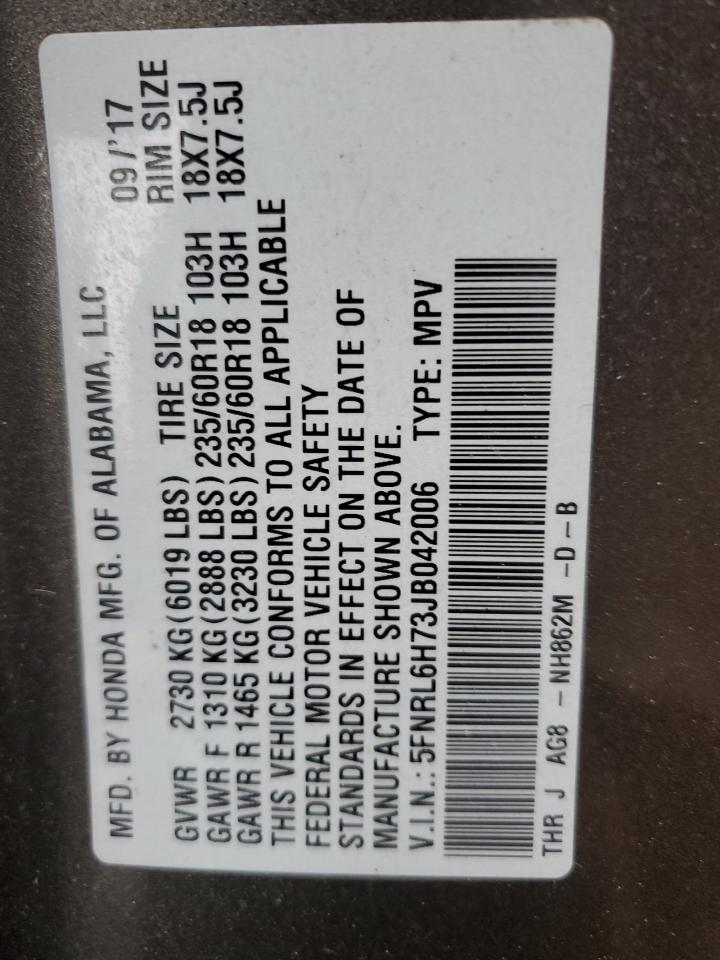 MFD. BY HONDA MFG. OF ALABAMA, LLC 09/'17
GVWR 2730 KG(6019 LBS) TIRE SIZE RIM SIZE
GAWR F 1310 KG(2888 LBS) 235/60R18 103H 18X7.5J
GAWR R 1465 KG(3230 LBS) 235/60R18 103H 18X7.5J
THIS VEHICLE CONFORMS TO ALL APPLICABLE
FEDERAL MOTOR VEHICLE SAFETY
STANDARDS IN EFFECT ON THE DATE OF
MANUFACTURE SHOWN ABOVE.
V.I.N.: 5FNRL6H73JB042006 TYPE: MPV
THR J AG8 - NH862M -D-B